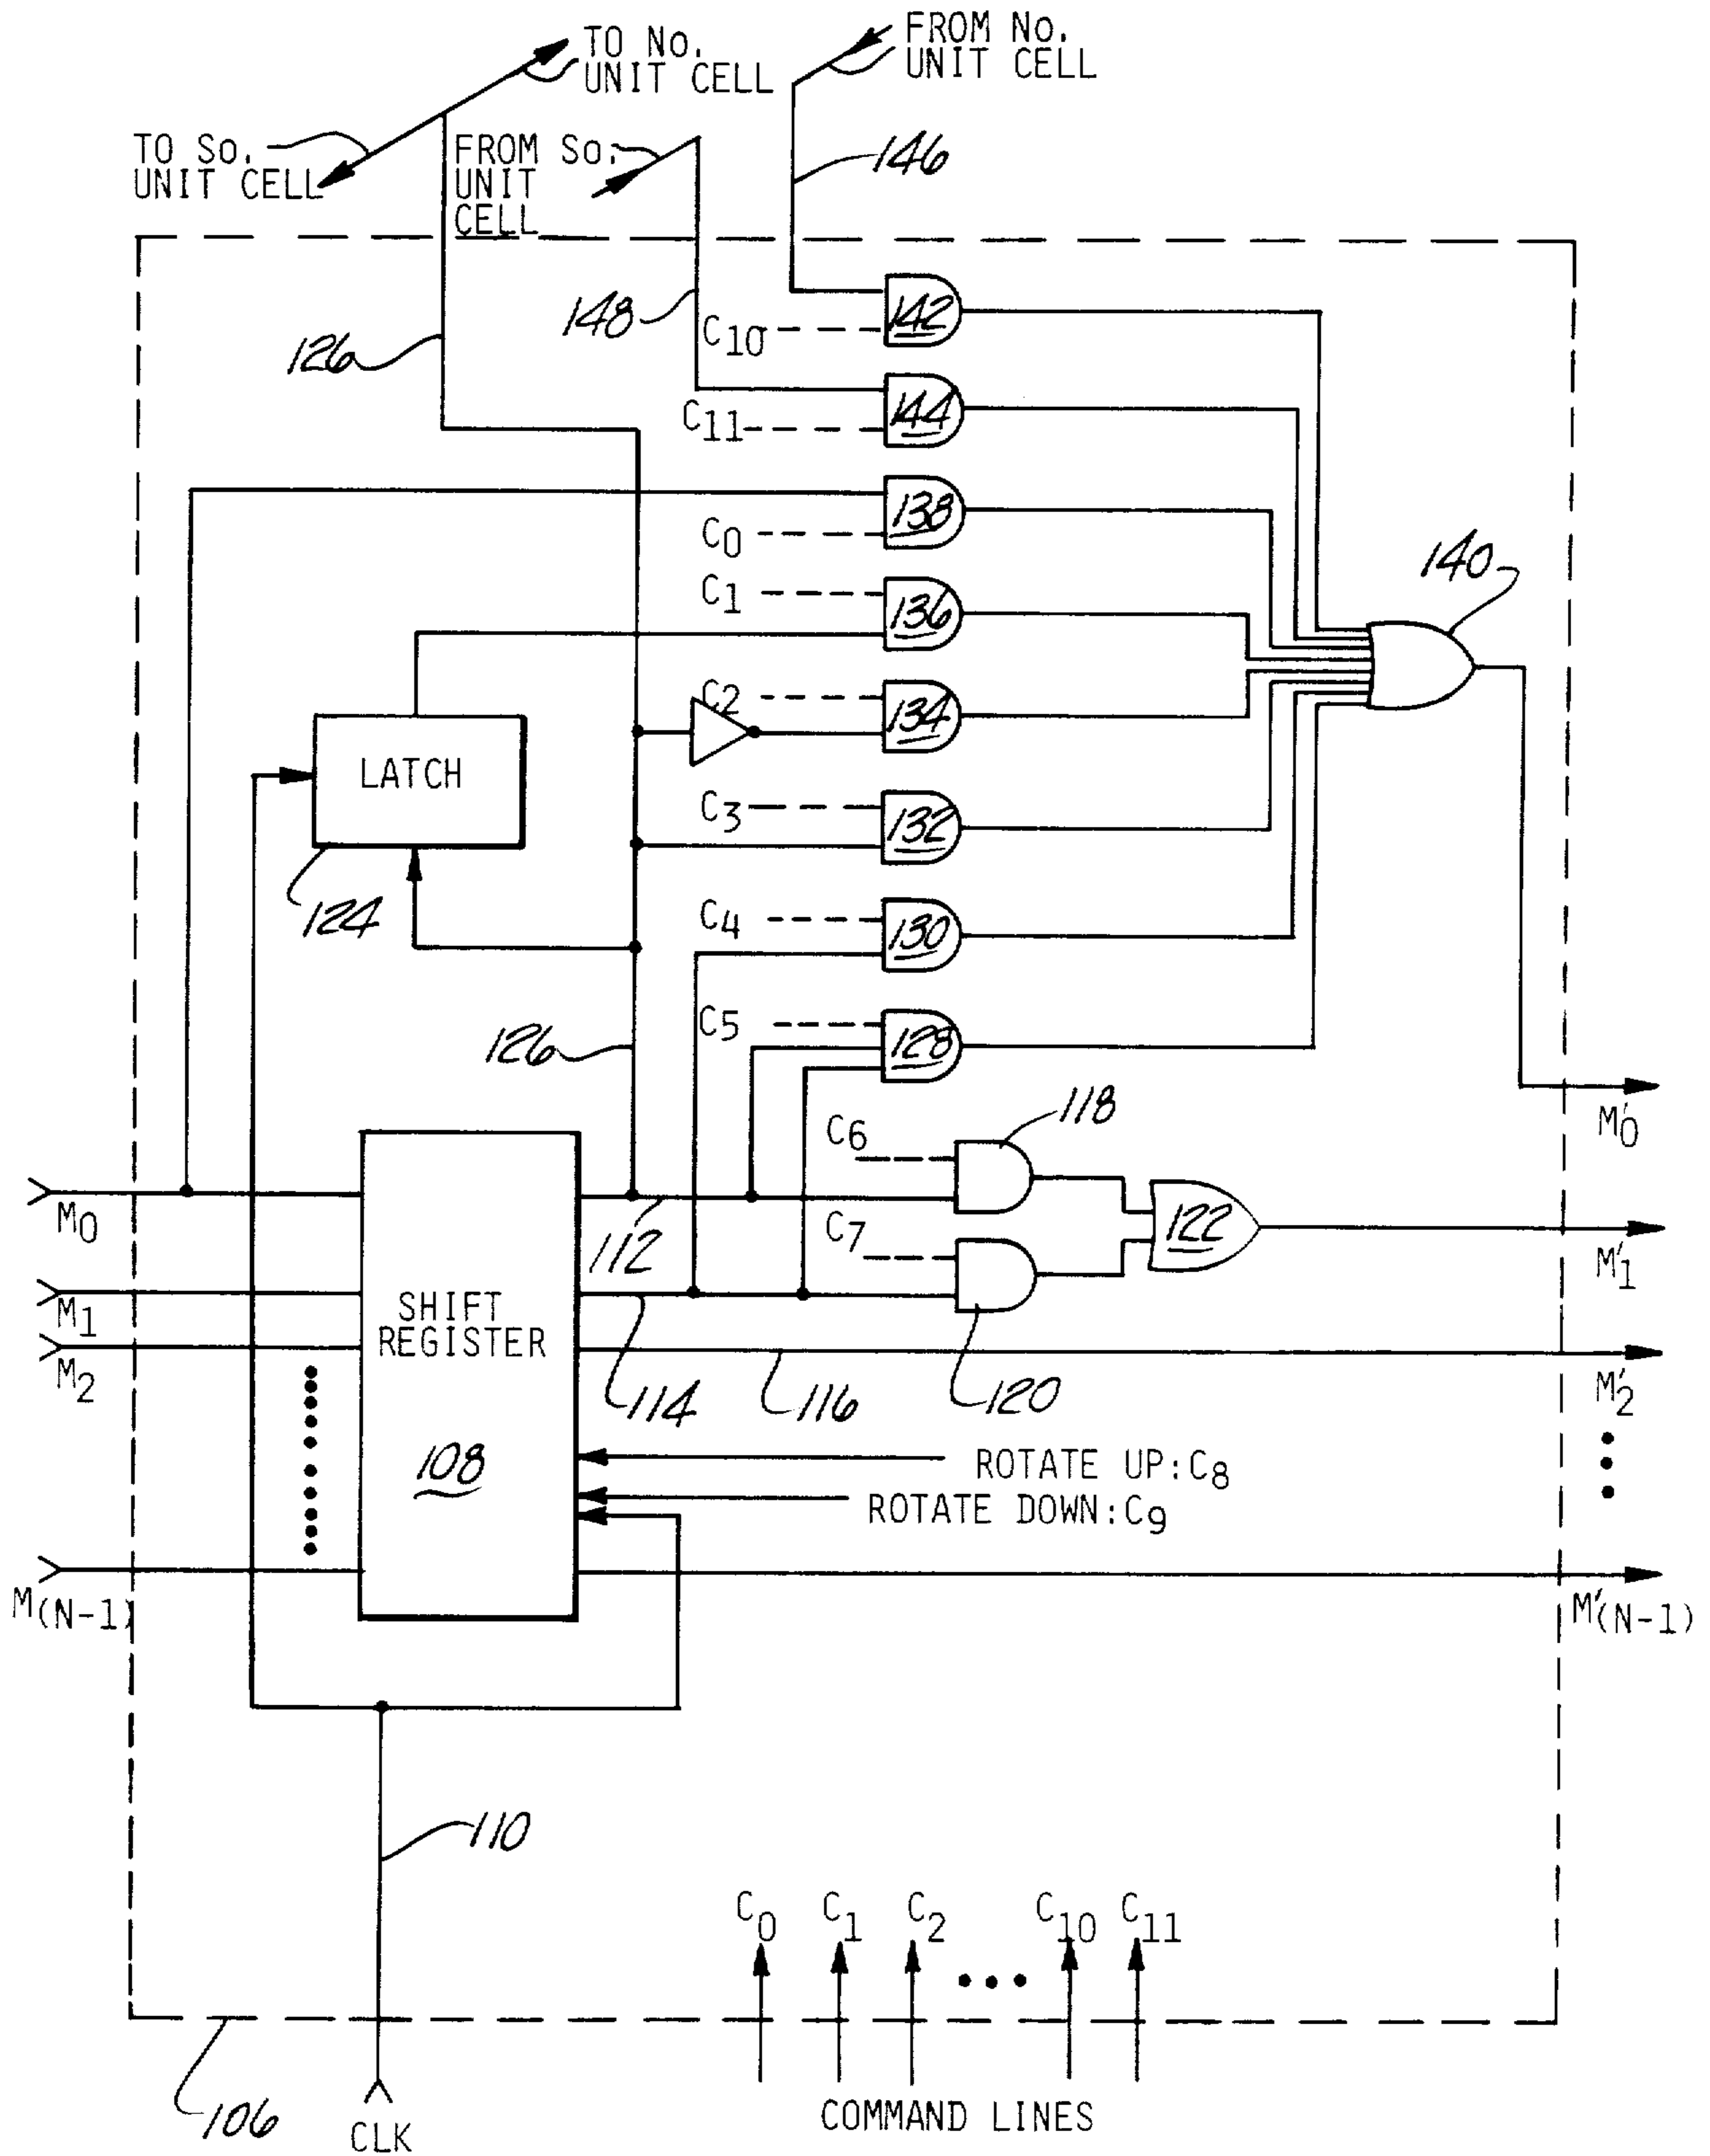 TO No.
UNIT CELL
FROM No.
UNIT CELL
TO So.
UNIT CELL
FROM So.
UNIT
CELL
146
148
126
C10
142
C11
144
C0
138
140
C1
136
C2
134
LATCH
C3
132
124
C4
130
C5
128
126
M'0
118
C6
M0
112
C7
122
M'1
M1
SHIFT
REGISTER
M2
114
116
120
M'2
108
ROTATE UP:C8
ROTATE DOWN:C9
M(N-1)
M'(N-1)
110
C0
C1
C2
C10
C11
106
CLK
COMMAND LINES